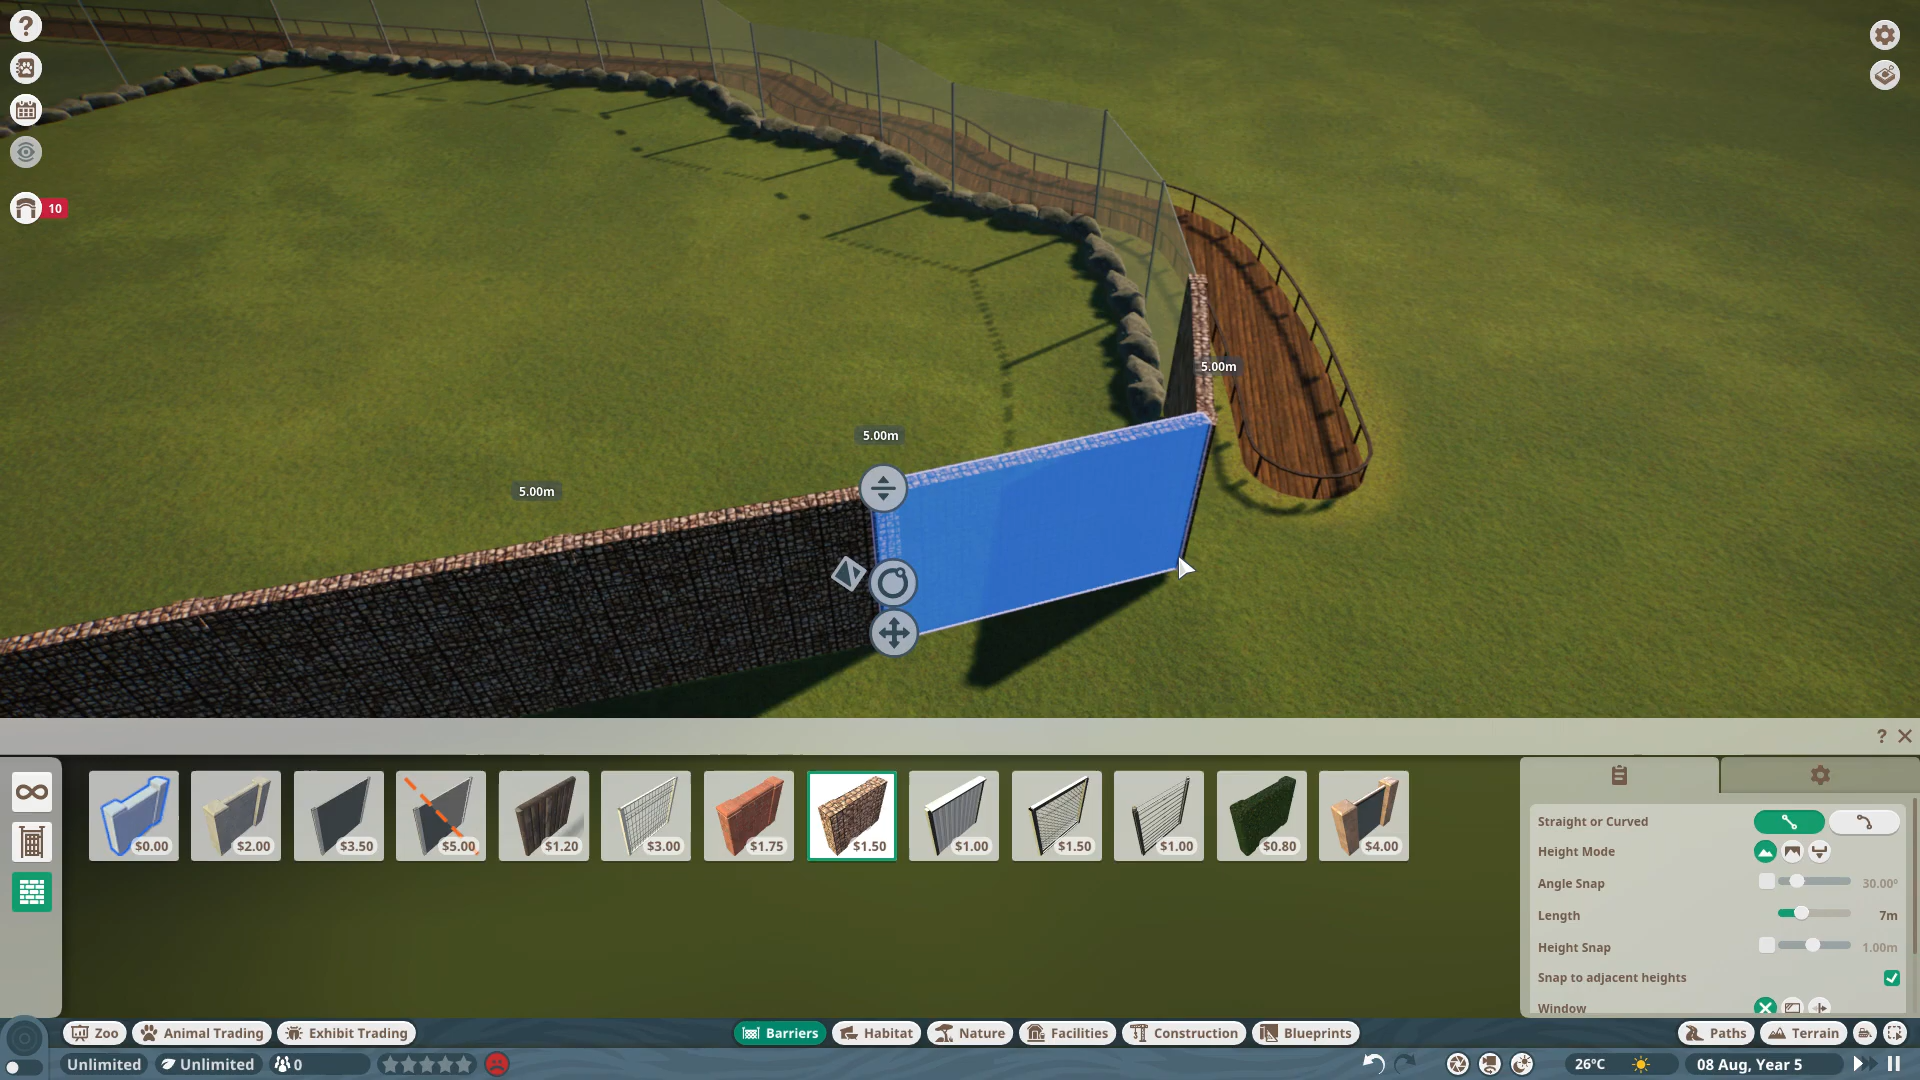 ?
10
5.00m
5.00m
5.00m
?
$0.00 $2.00 $3.50 $5.00 $1.20 $3.00 $1.75 $1.50 $1.00 $1.50 $1.00 $0.80 $4.00
Straight or Curved
Height Mode
Angle Snap 30.00°
Length 7m
Height Snap 1.00m
Snap to adjacent heights
Window
Zoo Animal Trading Exhibit Trading Barriers Habitat Nature Facilities Construction Blueprints Paths Terrain
Unlimited Unlimited 0 26°C 08 Aug, Year 5